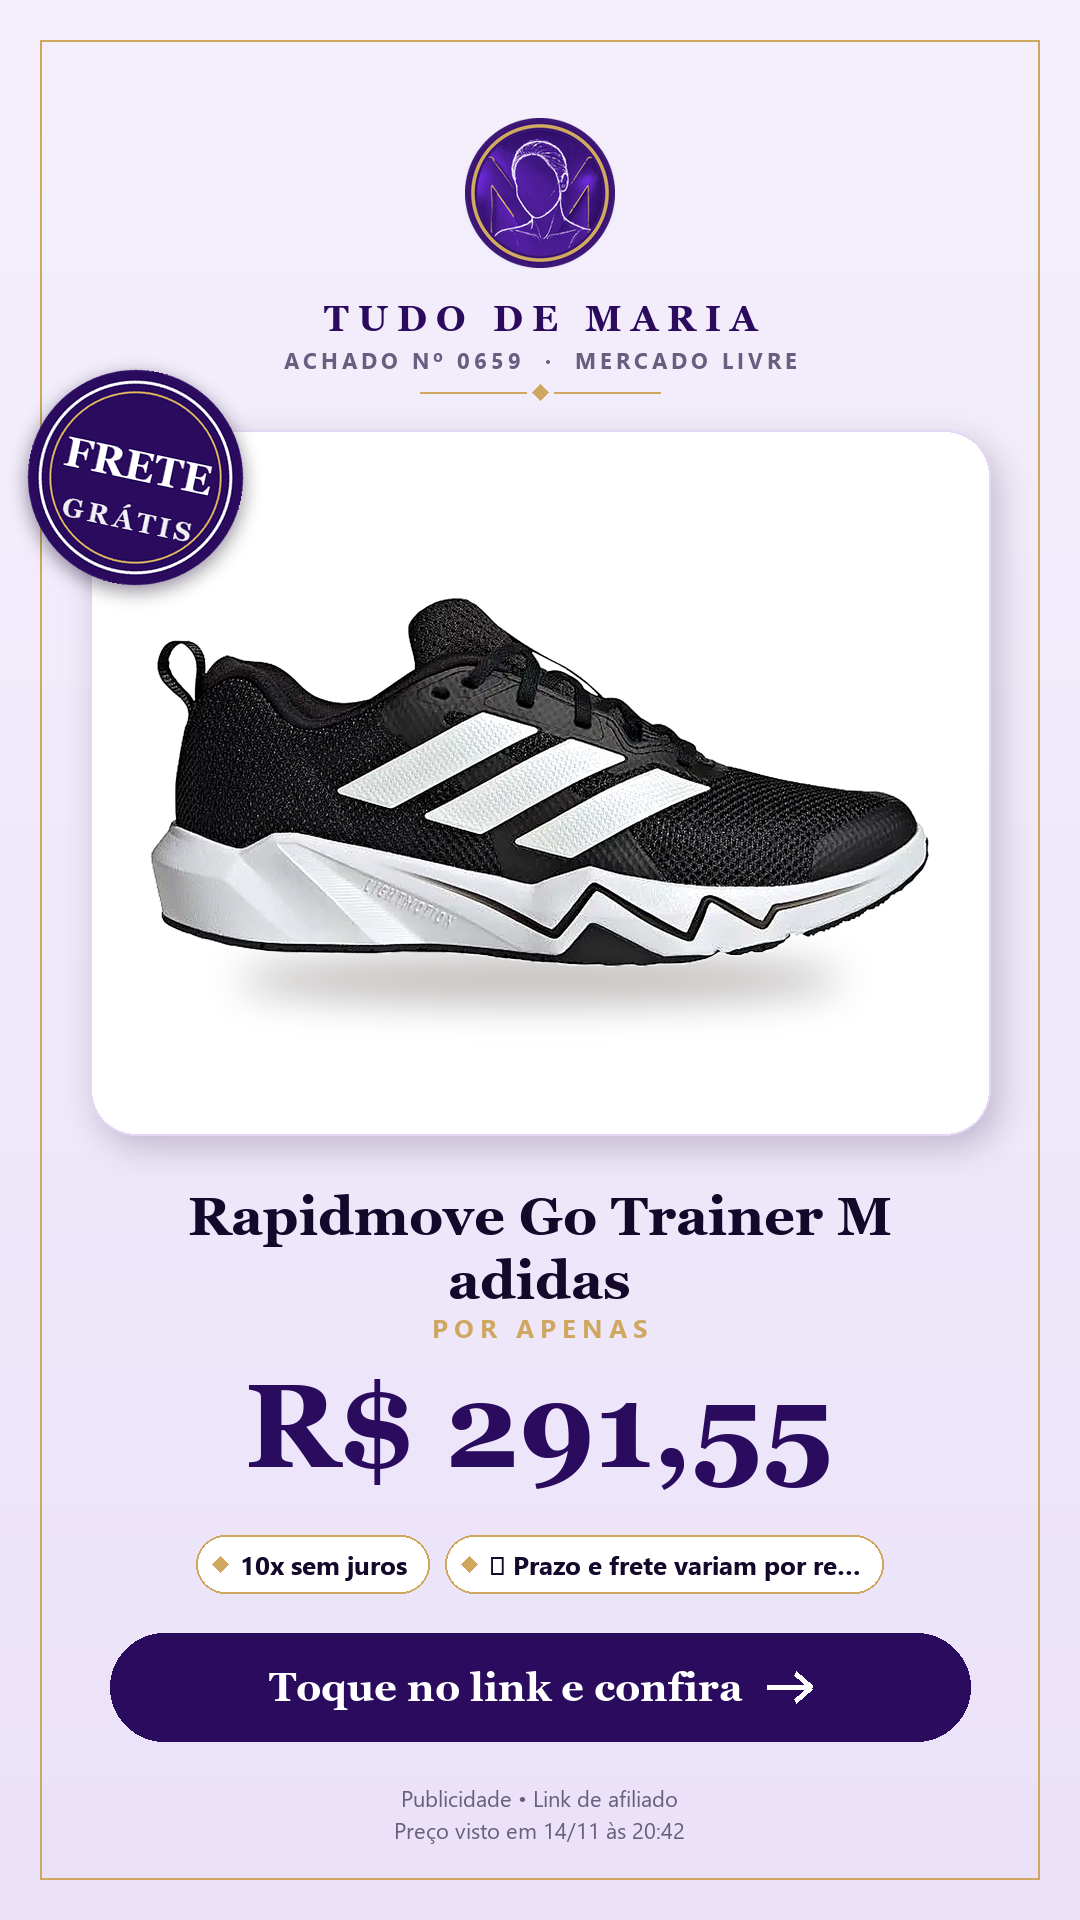 TUDO DE MARIA
ACHADO Nº 0659 · MERCADO LIVRE
FRETE
GRÁTIS
LIGHTMOTION
Rapidmove Go Trainer M
adidas
POR APENAS
R$ 291,55
10x sem juros
Prazo e frete variam por re...
Toque no link e confira →
Publicidade • Link de afiliado
Preço visto em 14/11 às 20:42